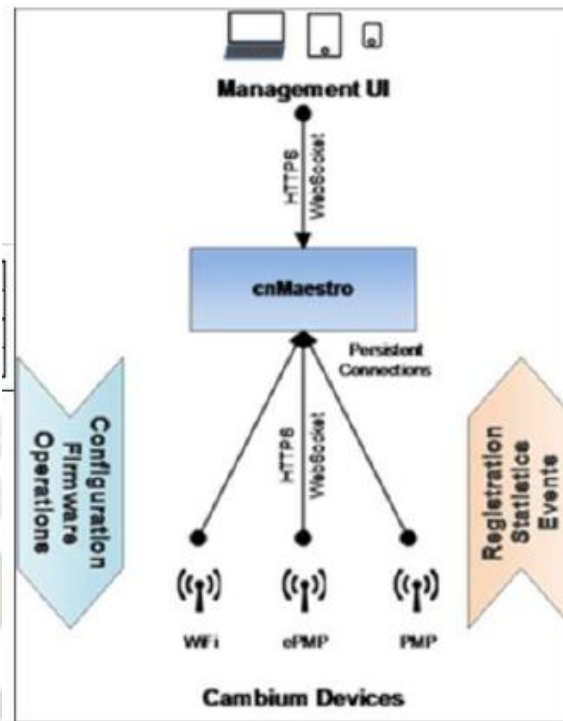 Management UI
HTTPS
WebSocket
cnMaestro
Persistent
Connections
Configuration
Firmware
Operations
HTTPS
WebSocket
Registration
Statistics
Events
WiFi
ePMP
PMP
Cambium Devices